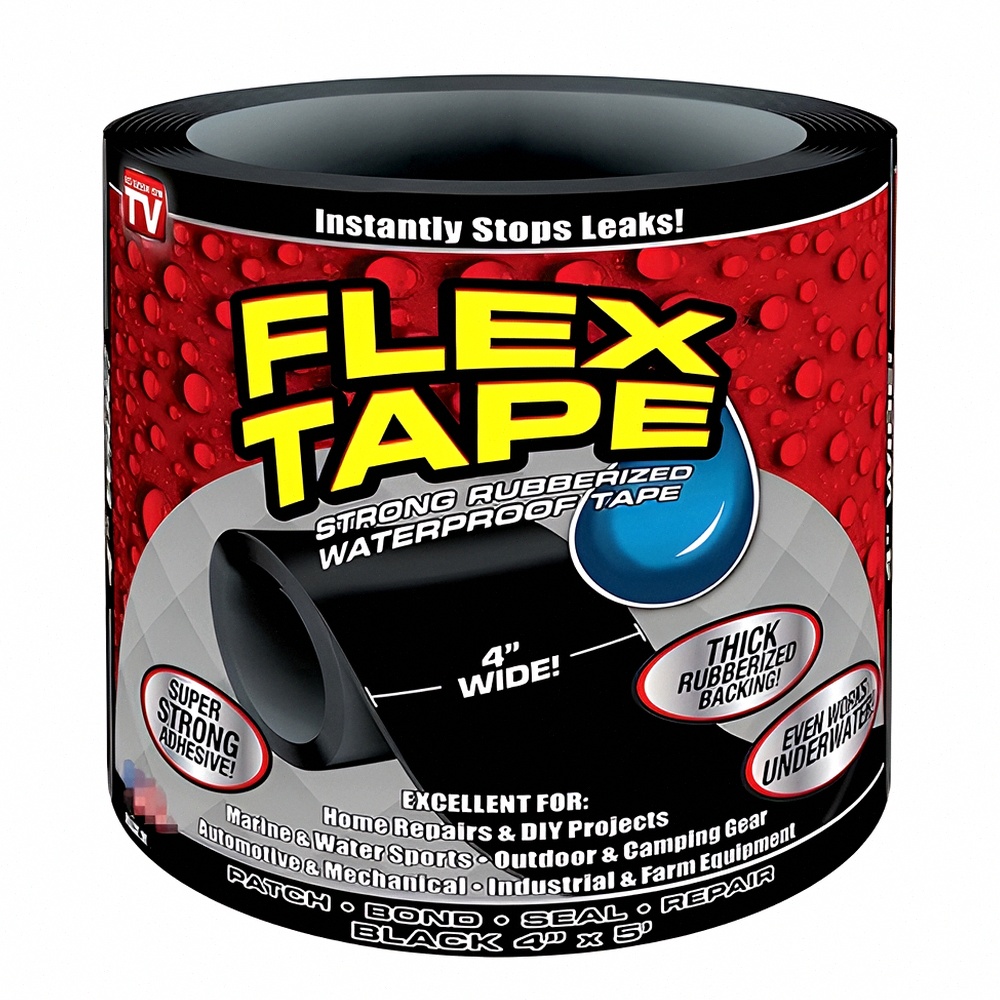 TV
Instantly Stops Leaks!
FLEX
TAPE
STRONG RUBBERIZED
WATERPROOF TAPE
4" WIDE!
THICK
RUBBERIZED
BACKING!
SUPER
STRONG
ADHESIVE!
EVEN WORKS
UNDERWATER!
EXCELLENT FOR:
Home Repairs & DIY Projects
Marine & Water Sports • Outdoor & Camping Gear
Automotive & Mechanical • Industrial & Farm Equipment
PATCH • BOND • SEAL • REPAIR
BLACK 4" x 5'